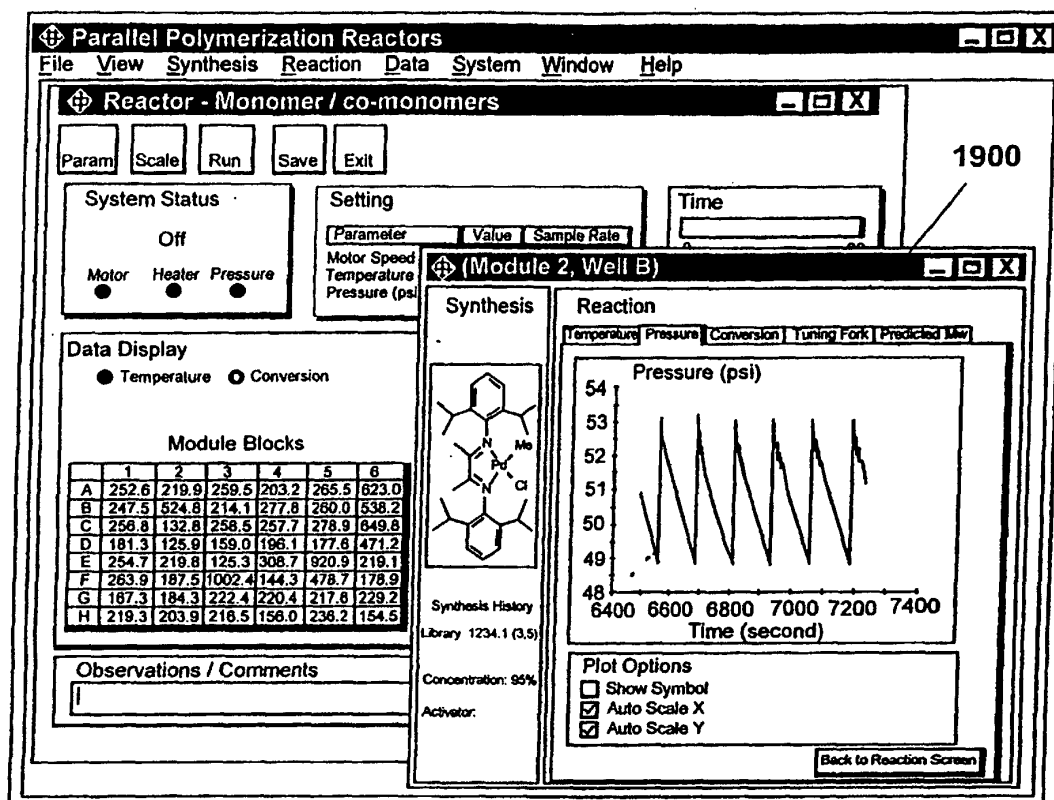 Parallel Polymerization Reactors
File View Synthesis Reaction Data System Window Help
Reactor - Monomer / co-monomers
Param Scale Run Save Exit
1900
System Status
Off
Motor Heater Pressure
Setting
Parameter Value Sample Rate
Motor Speed
Temperature
Pressure (psi
Time
Data Display
Temperature Conversion
Module Blocks
1 2 3 4 5 6
A 252.6 219.9 259.5 203.2 265.5 623.0
B 247.5 524.8 214.1 277.8 260.0 538.2
C 256.8 132.8 258.5 257.7 278.9 649.8
D 181.3 125.9 159.0 196.1 177.6 471.2
E 254.7 219.8 125.3 308.7 920.9 219.1
F 263.9 187.5 1002.4 144.3 478.7 178.9
G 167.3 184.3 222.4 220.4 217.6 229.2
H 219.3 203.9 216.5 156.0 236.2 154.5
Observations / Comments
(Module 2, Well B)
Synthesis
N
Me
Pd
N
Cl
Synthesis History
Library 1234.1 (3,5)
Concentration: 95%
Activator:
Reaction
Temperature Pressure Conversion Tuning Fork Predicted Mw
Pressure (psi)
54
53
52
51
50
49
48
6400 6600 6800 7000 7200 7400
Time (second)
Plot Options
Show Symbol
Auto Scale X
Auto Scale Y
Back to Reaction Screen